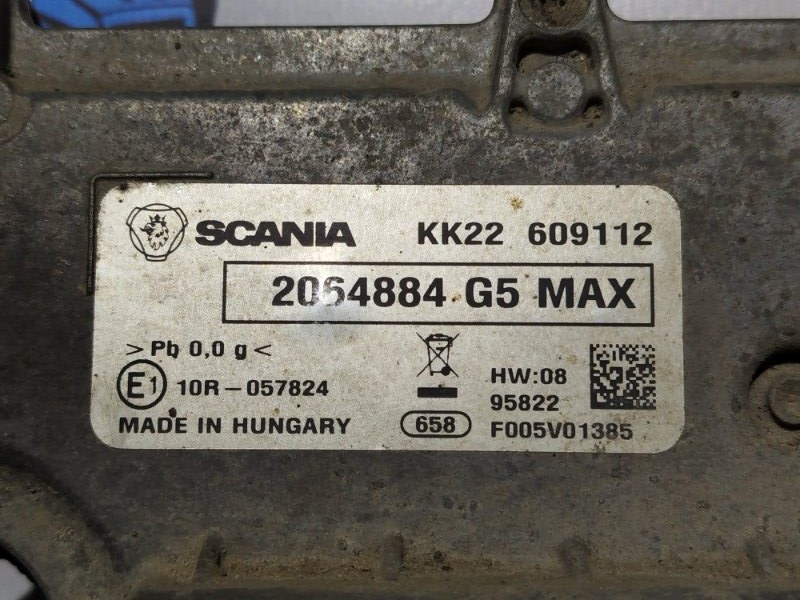 SCANIA KK22 609112
2064884 G5 MAX
>Pb 0,0 g<
E1 10R-057824
HW:08
95822
MADE IN HUNGARY 658 F005V01385